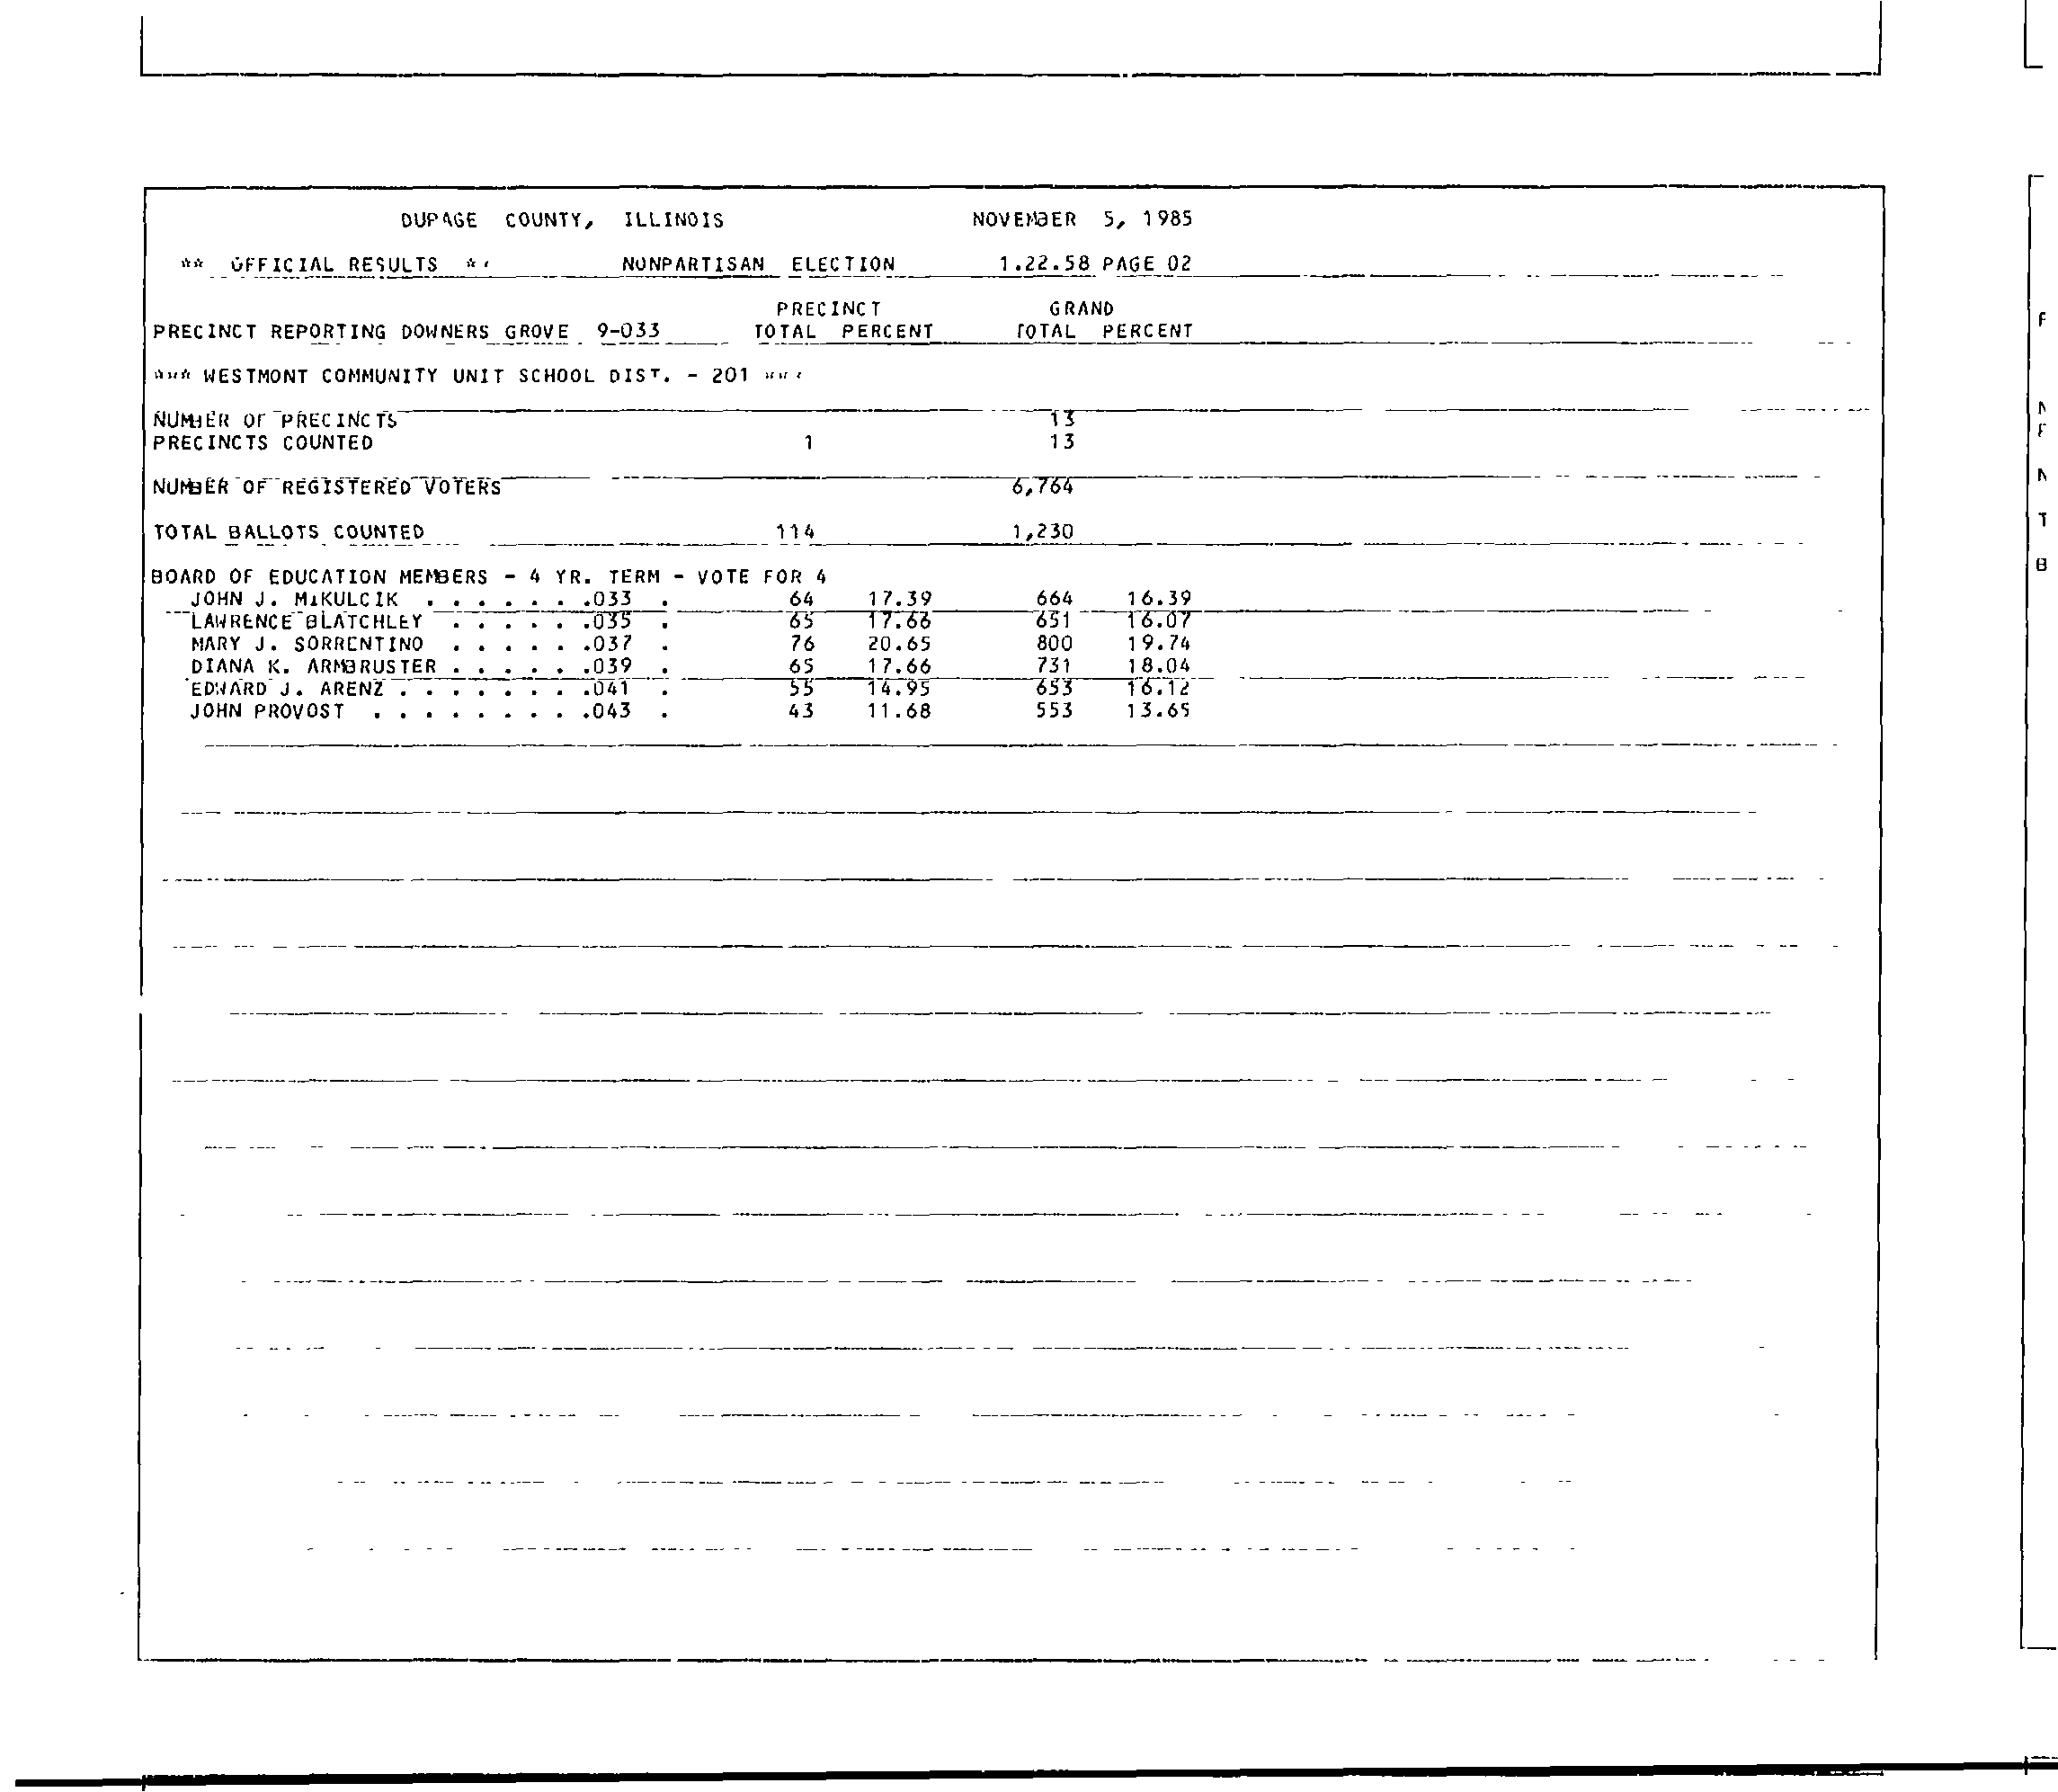 DUPAGE COUNTY, ILLINOIS NOVEMBER 5, 1985
** OFFICIAL RESULTS ** NONPARTISAN ELECTION 1.22.58 PAGE 02
PRECINCT GRAND
PRECINCT REPORTING DOWNERS GROVE 9-033 TOTAL PERCENT TOTAL PERCENT
*** WESTMONT COMMUNITY UNIT SCHOOL DIST. - 201 ***
NUMBER OF PRECINCTS 13
PRECINCTS COUNTED 1 13
NUMBER OF REGISTERED VOTERS 6,764
TOTAL BALLOTS COUNTED 114 1,230
BOARD OF EDUCATION MEMBERS - 4 YR. TERM - VOTE FOR 4
JOHN J. MIKULCIK . . . . . . .033 . 64 17.39 664 16.39
LAWRENCE BLATCHLEY . . . . . .035 . 65 17.66 651 16.07
MARY J. SORRENTINO . . . . . .037 . 76 20.65 800 19.74
DIANA K. ARMBRUSTER . . . . . .039 . 65 17.66 731 18.04
EDWARD J. ARENZ . . . . . . . .041 . 55 14.95 653 16.12
JOHN PROVOST . . . . . . . . .043 . 43 11.68 553 13.65